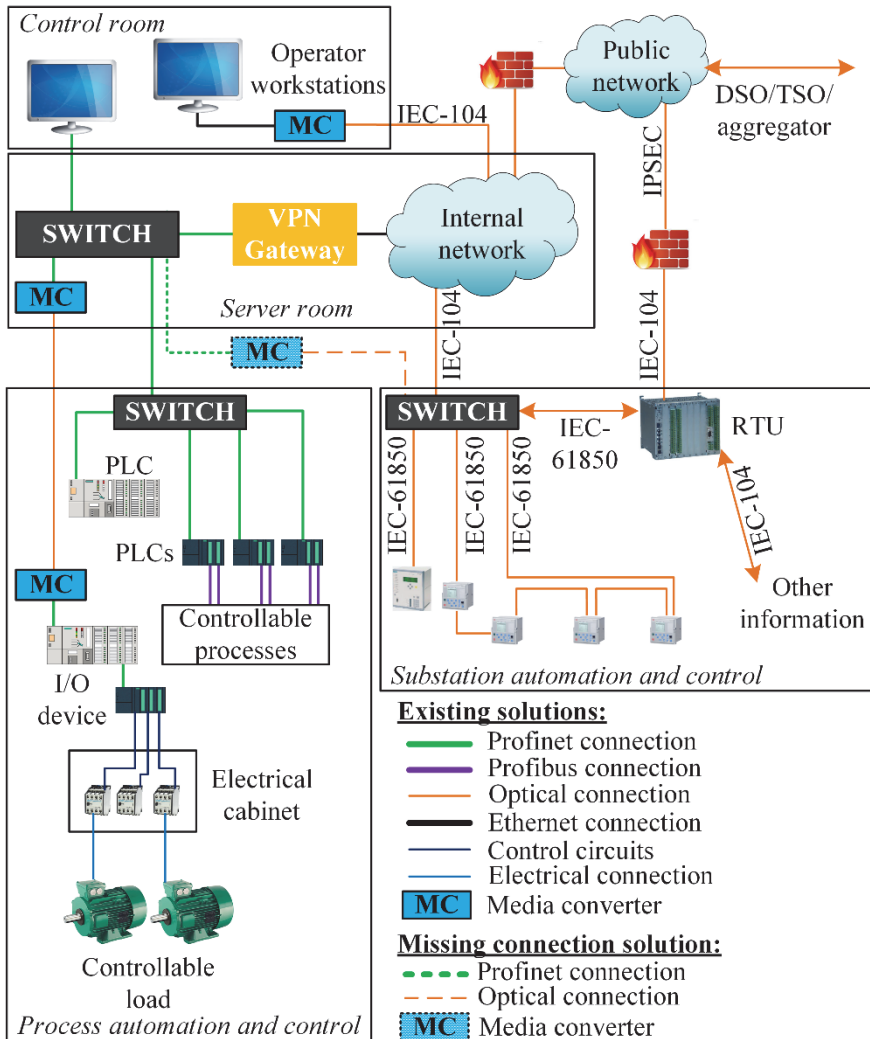 Control room
Operator
workstations
MC
IEC-104
Public
network
DSO/TSO/
aggregator
IPSEC
SWITCH
VPN
Gateway
Internal
network
MC
Server room
MC
IEC-104
IEC-104
SWITCH
PLC
PLCs
Controllable
processes
MC
I/O
device
Electrical
cabinet
Controllable
load
Process automation and control
SWITCH
IEC-
61850
RTU
IEC-61850
IEC-61850
IEC-61850
IEC-104
Other
information
Substation automation and control
Existing solutions:
Profinet connection
Profibus connection
Optical connection
Ethernet connection
Control circuits
Electrical connection
MC
Media converter
Missing connection solution:
Profinet connection
Optical connection
MC
Media converter